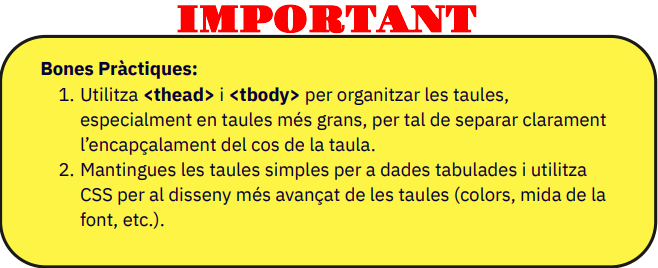 IMPORTANT
Bones Pràctiques:
1. Utilitza <thead> i <tbody> per organitzar les taules,
especialment en taules més grans, per tal de separar clarament
l’encapçalament del cos de la taula.
2. Mantingues les taules simples per a dades tabulades i utilitza
CSS per al disseny més avançat de les taules (colors, mida de la
font, etc.).